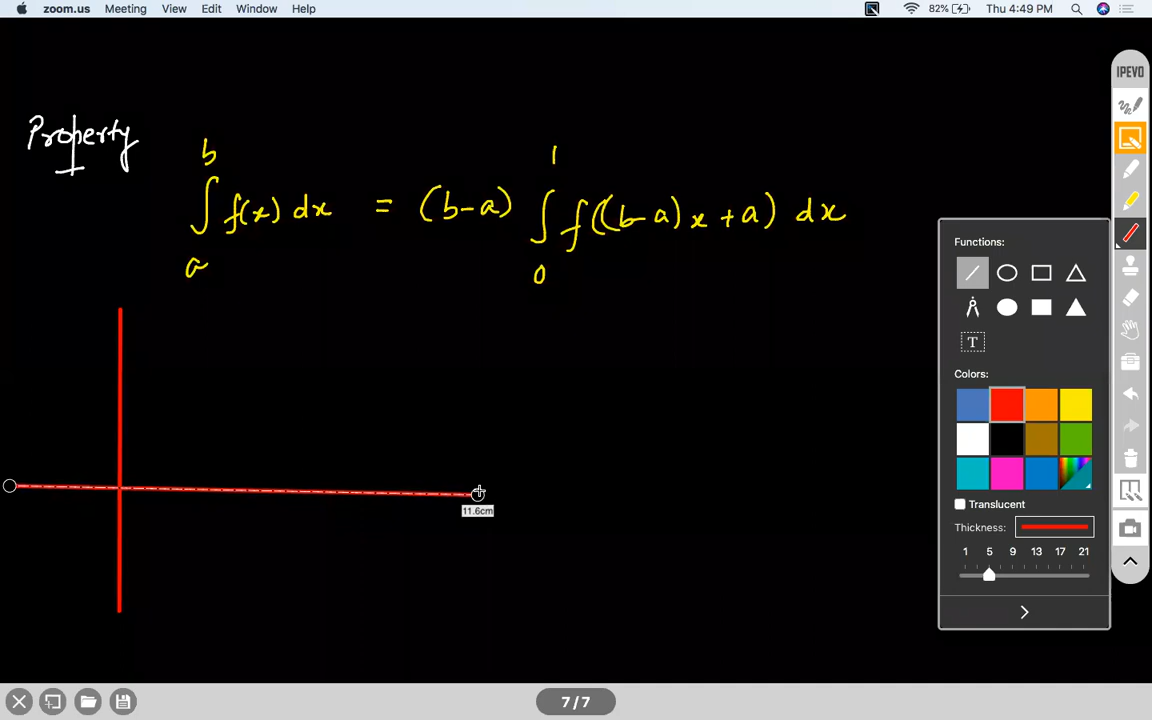 zoom.us Meeting View Edit Window Help 82% Thu 4:49 PM
IPEVO
Property
b 1
∫ f(x) dx = (b-a) ∫ f((b-a)x + a) dx
a 0
11.6cm
Functions:
T
Colors:
Translucent
Thickness:
1 5 9 13 17 21
7/7